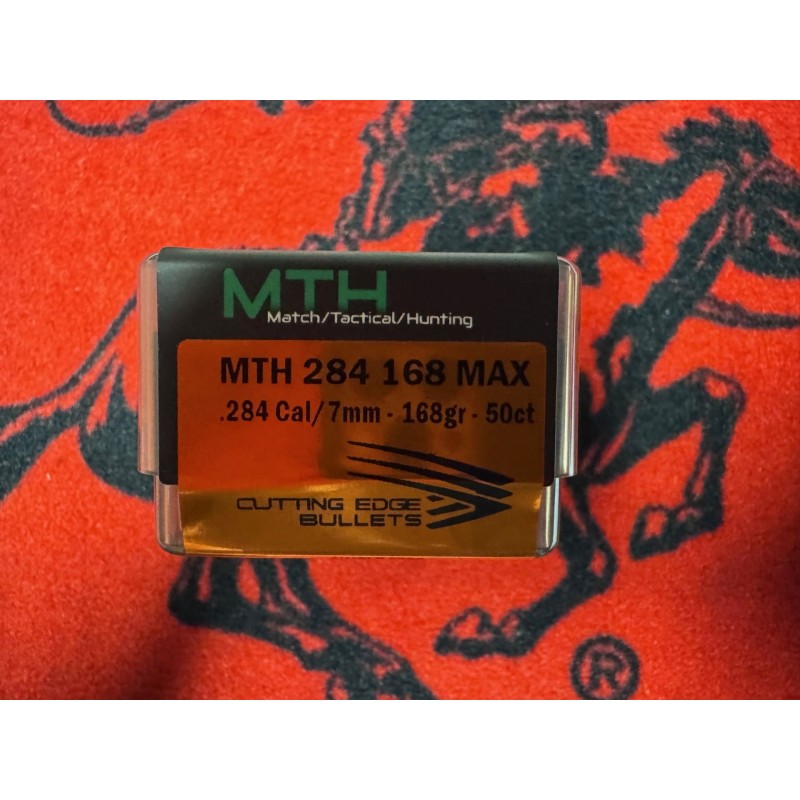 MTH
Match/Tactical/Hunting
MTH 284 168 MAX
.284 Cal/7mm - 168gr - 50ct
CUTTING EDGE
BULLETS
®